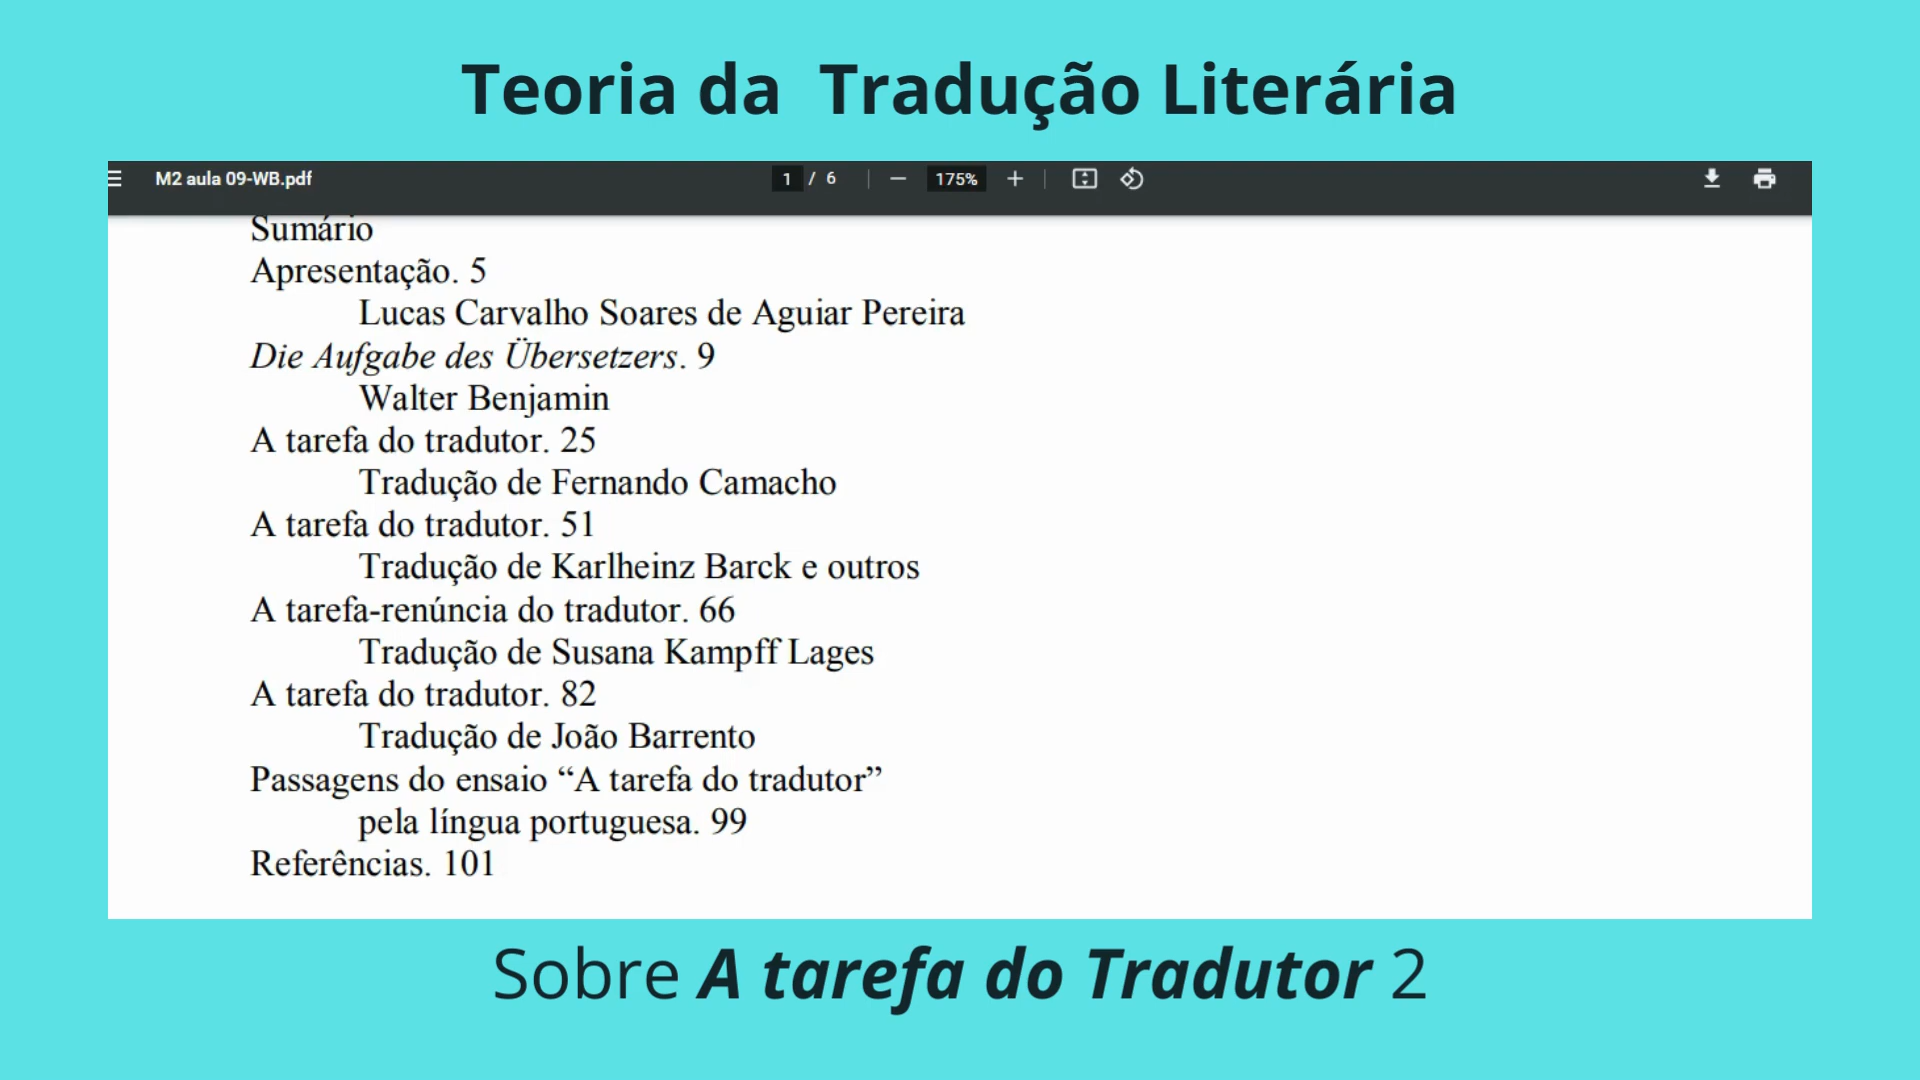 Teoria da  Tradução Literária
M2 aula 09-WB.pdf
1 / 6
175%
Sumário
Apresentação. 5
Lucas Carvalho Soares de Aguiar Pereira
Die Aufgabe des Übersetzers. 9
Walter Benjamin
A tarefa do tradutor. 25
Tradução de Fernando Camacho
A tarefa do tradutor. 51
Tradução de Karlheinz Barck e outros
A tarefa-renúncia do tradutor. 66
Tradução de Susana Kampff Lages
A tarefa do tradutor. 82
Tradução de João Barrento
Passagens do ensaio “A tarefa do tradutor”
pela língua portuguesa. 99
Referências. 101
Sobre A tarefa do Tradutor 2